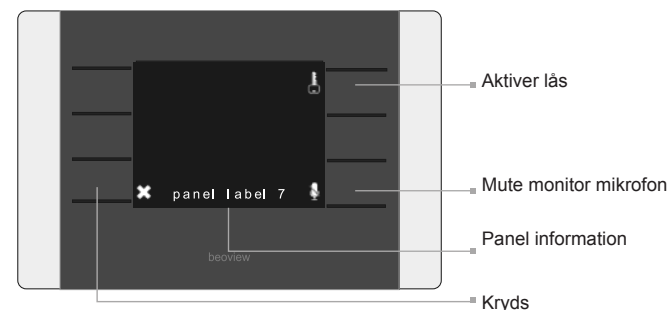 Aktiver lås
panel label 7
Mute monitor mikrofon
Panel information
beoview
Kryds